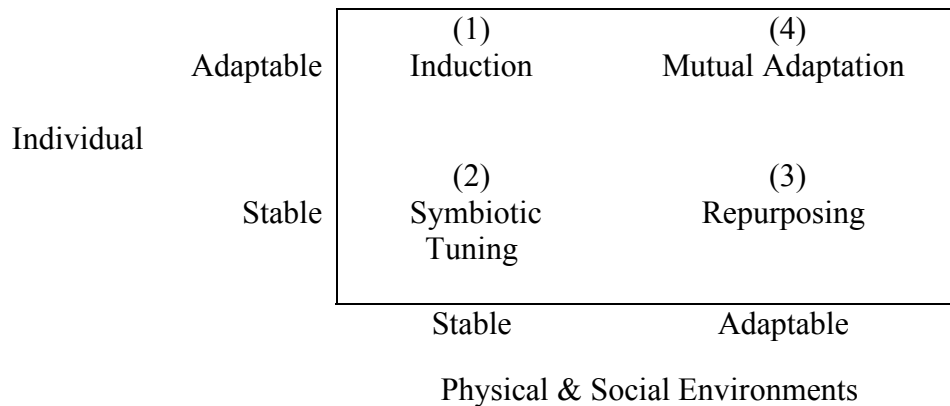 (1) (4)
Adaptable Induction Mutual Adaptation
Individual
(2) (3)
Stable Symbiotic Repurposing
Tuning
Stable Adaptable
Physical & Social Environments